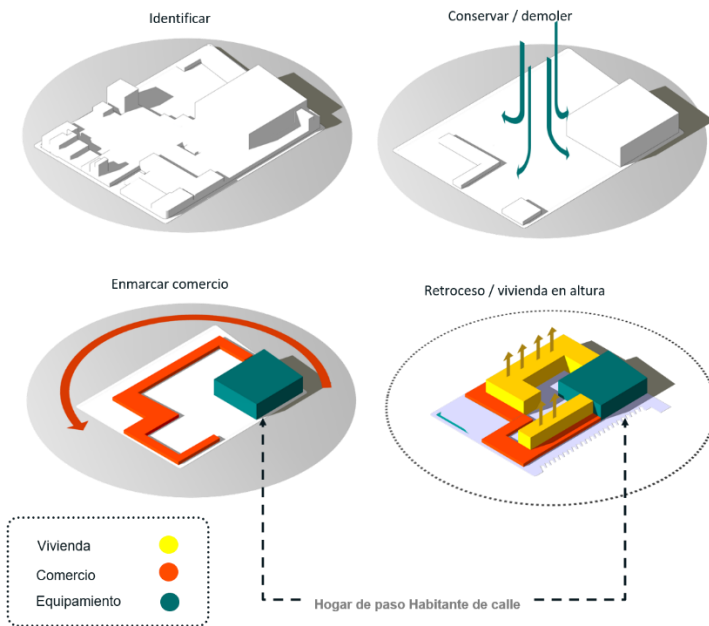 Identificar
Conservar / demoler
Enmarcar comercio
Retroceso / vivienda en altura
Vivienda
Comercio
Equipamiento
Hogar de paso Habitante de calle